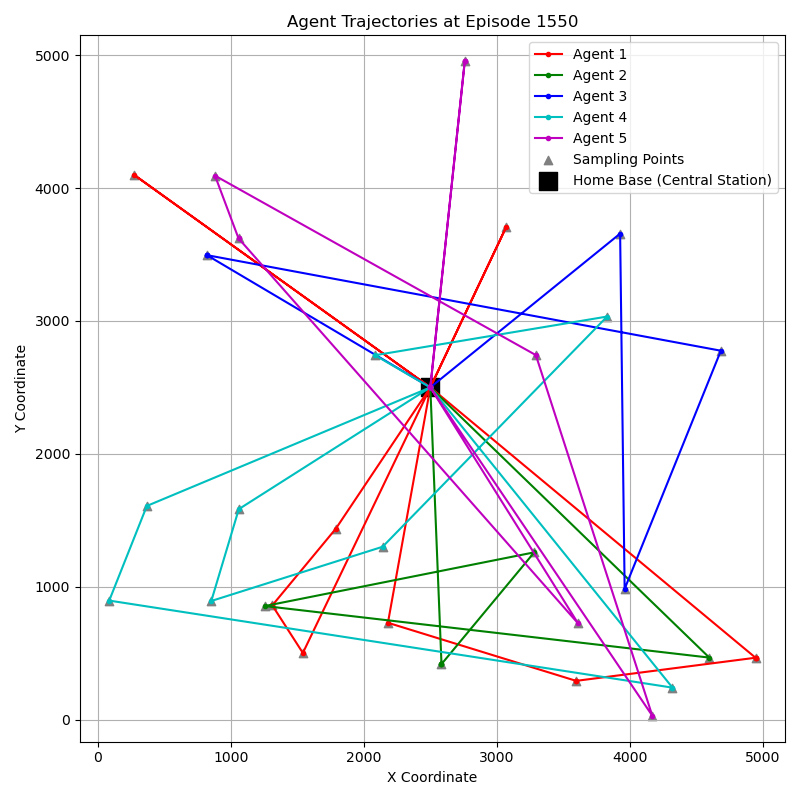 Agent Trajectories at Episode 1550
Agent 1
Agent 2
Agent 3
Agent 4
Agent 5
Sampling Points
Home Base (Central Station)
Y Coordinate
5000
4000
3000
2000
1000
0
0 1000 2000 3000 4000 5000
X Coordinate